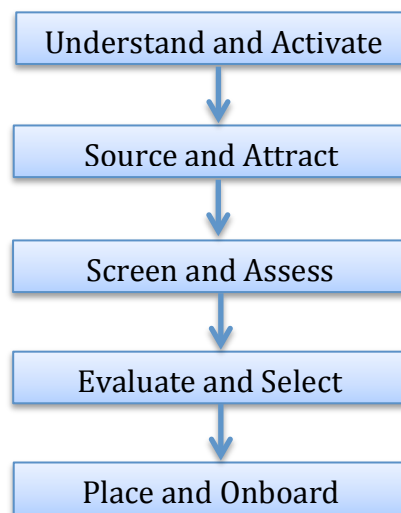 Understand and Activate
Source and Attract
Screen and Assess
Evaluate and Select
Place and Onboard